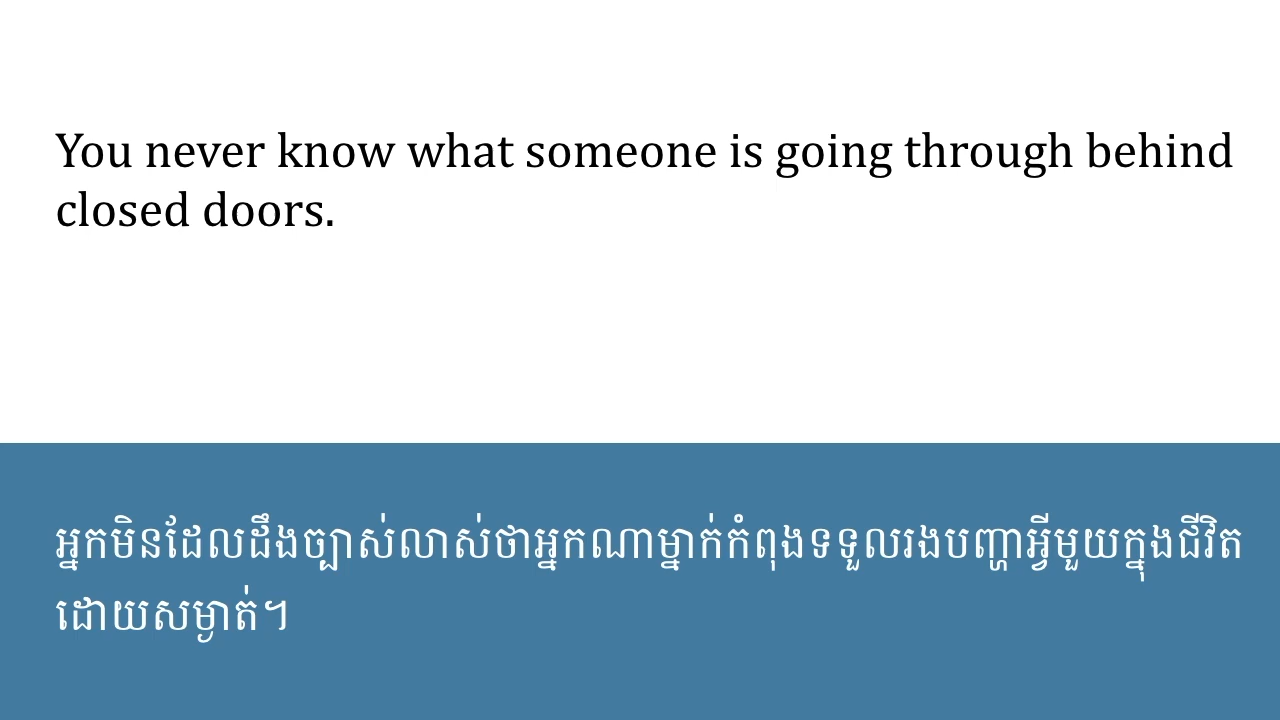 You never know what someone is going through behind
closed doors.
អ្នកមិនដែលដឹងច្បាស់លាស់ថាអ្នកណាម្នាក់កំពុងទទួលរងបញ្ហាអ្វីមួយក្នុងជីវិត
ដោយសម្ងាត់។